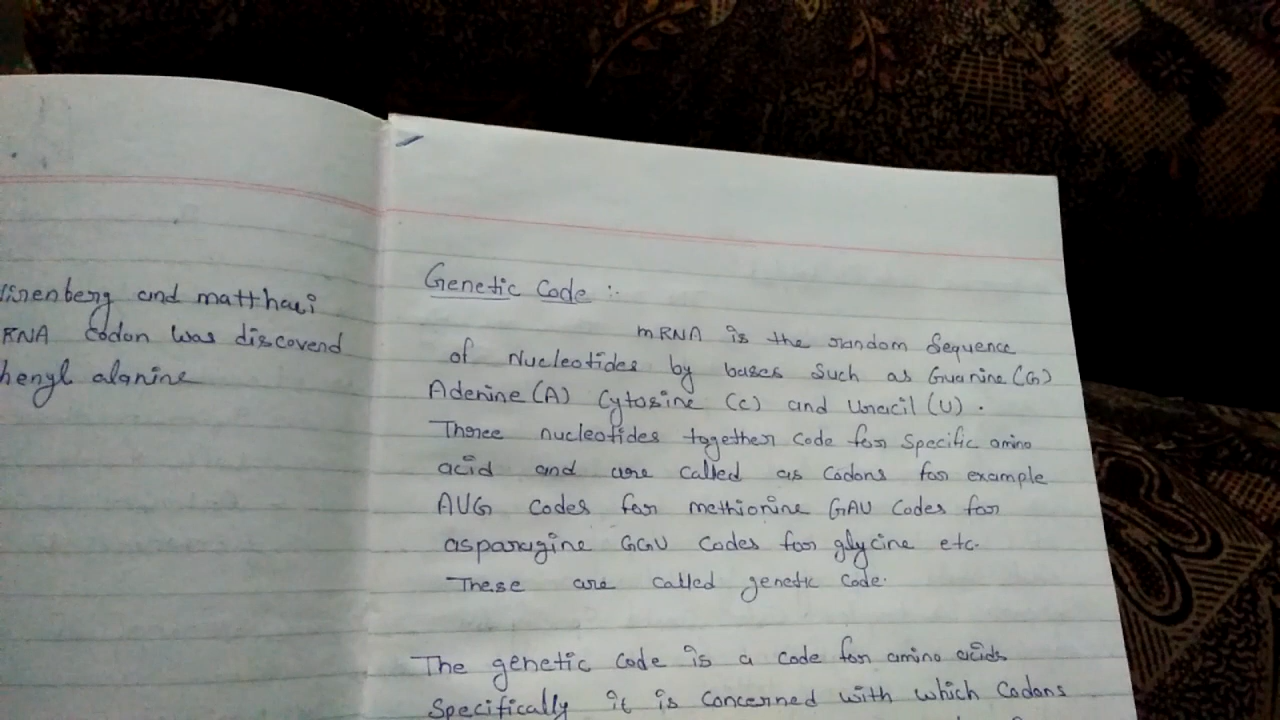 and matthaei
RNA codon was discoverd
alanine
Genetic Code :-
mRNA is the random Sequence
of Nucleotides by bases Such as Guanine (G)
Adenine (A) Cytosine (C) and Uracil (U) .
Three nucleotides together code for Specific amino
acid and are called as Codons for example
AUG codes for methionine GAU Codes for
asparagine GGU Codes for glycine etc.
These are called genetic code.
The genetic code is a code for amino acids
Specifically it is concerned with which codons